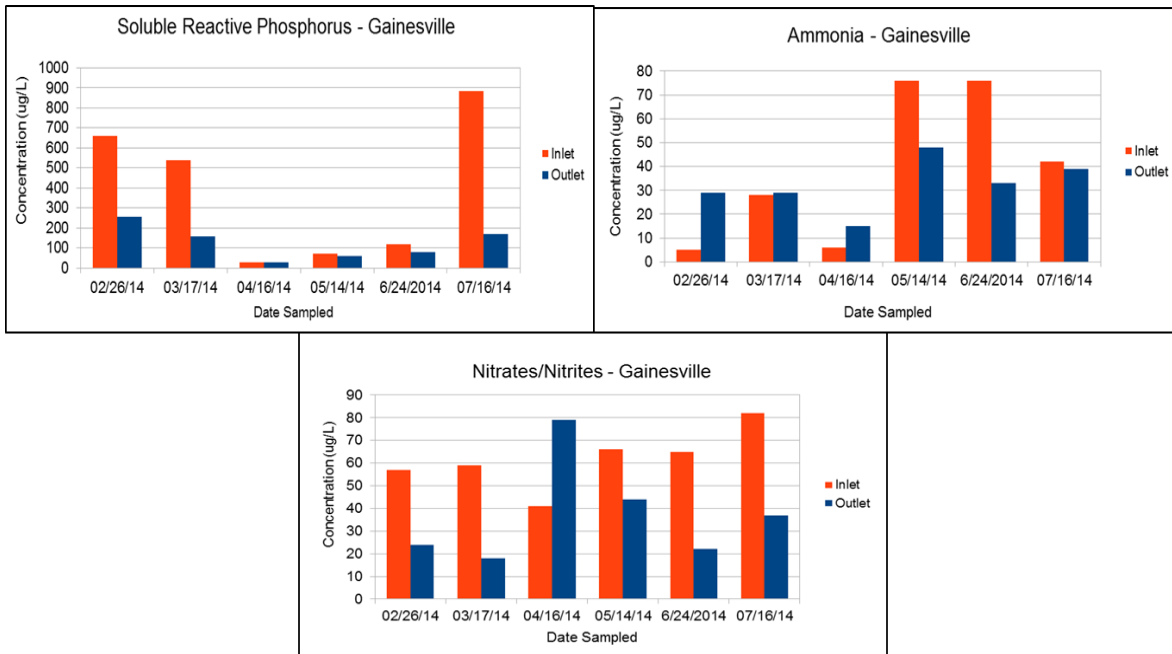 Soluble Reactive Phosphorus - Gainesville
Concentration (ug/L)
1000
900
800
700
600
500
400
300
200
100
0
02/26/14 03/17/14 04/16/14 05/14/14 6/24/2014 07/16/14
Date Sampled
Inlet
Outlet
Ammonia - Gainesville
Concentration (ug/L)
80
70
60
50
40
30
20
10
0
02/26/14 03/17/14 04/16/14 05/14/14 6/24/2014 07/16/14
Date Sampled
Inlet
Outlet
Nitrates/Nitrites - Gainesville
Concentration (ug/L)
90
80
70
60
50
40
30
20
10
0
02/26/14 03/17/14 04/16/14 05/14/14 6/24/2014 07/16/14
Date Sampled
Inlet
Outlet